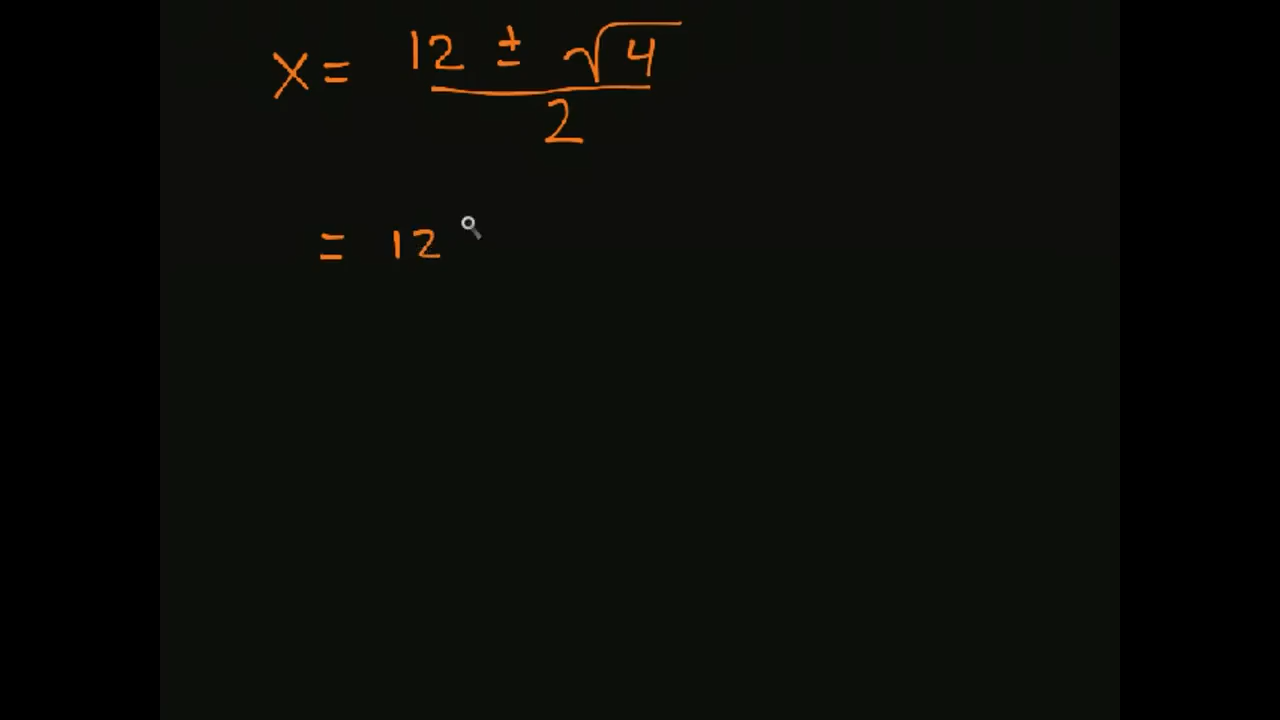 x = 12 ± √4
2
= 12